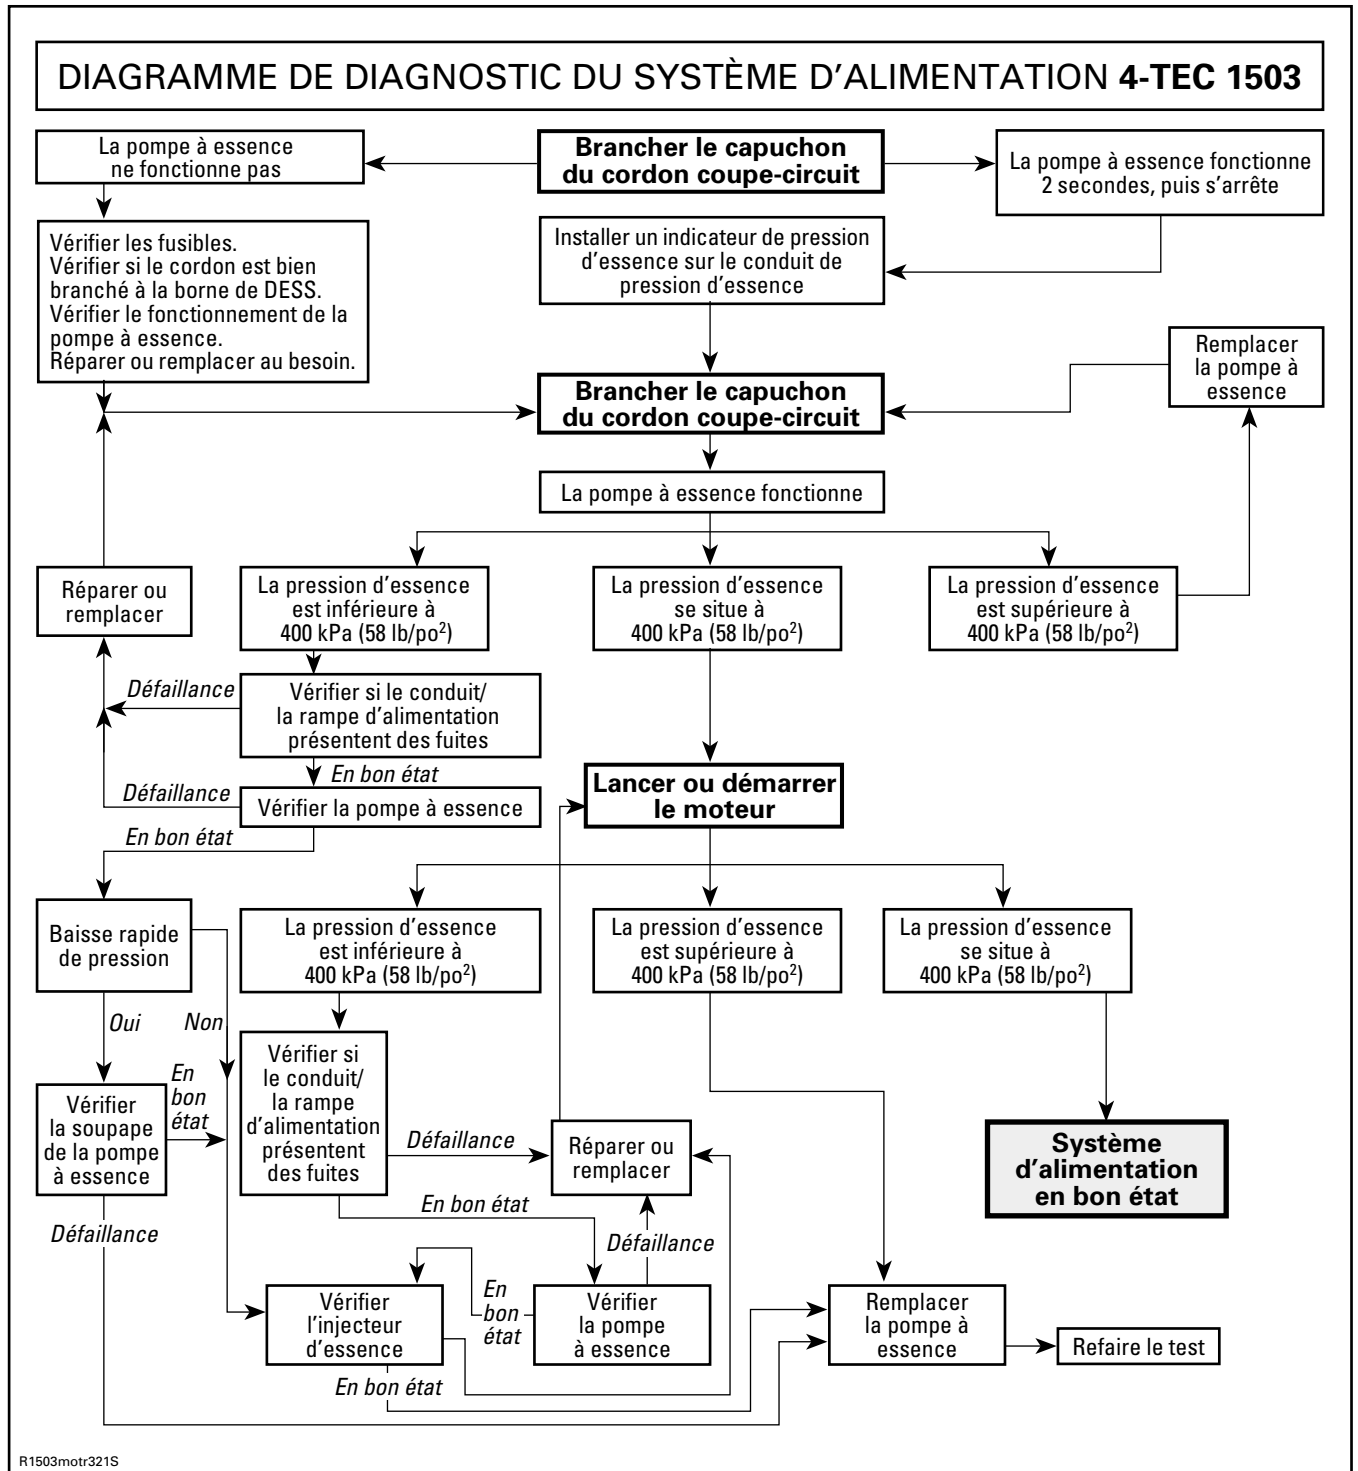 DIAGRAMME DE DIAGNOSTIC DU SYSTÈME D'ALIMENTATION 4-TEC 1503
La pompe à essence
ne fonctionne pas
Brancher le capuchon
du cordon coupe-circuit
La pompe à essence fonctionne
2 secondes, puis s'arrête
Vérifier les fusibles.
Vérifier si le cordon est bien
branché à la borne de DESS.
Vérifier le fonctionnement de la
pompe à essence.
Réparer ou remplacer au besoin.
Installer un indicateur de pression
d'essence sur le conduit de
pression d'essence
Remplacer
la pompe à
essence
Brancher le capuchon
du cordon coupe-circuit
La pompe à essence fonctionne
Réparer ou
remplacer
La pression d'essence
est inférieure à
400 kPa (58 lb/po²)
La pression d'essence
se situe à
400 kPa (58 lb/po²)
La pression d'essence
est supérieure à
400 kPa (58 lb/po²)
Défaillance
Vérifier si le conduit/
la rampe d'alimentation
présentent des fuites
En bon état
Défaillance
Vérifier la pompe à essence
Lancer ou démarrer
le moteur
En bon état
Baisse rapide
de pression
La pression d'essence
est inférieure à
400 kPa (58 lb/po²)
La pression d'essence
est supérieure à
400 kPa (58 lb/po²)
La pression d'essence
se situe à
400 kPa (58 lb/po²)
Oui
Non
Vérifier si
le conduit/
la rampe
d'alimentation
présentent
des fuites
En
bon
état
Vérifier
la soupape
de la pompe
à essence
Défaillance
Réparer ou
remplacer
Système
d'alimentation
en bon état
En bon état
Défaillance
Défaillance
Vérifier
l'injecteur
d'essence
En
bon
état
Vérifier
la pompe
à essence
Remplacer
la pompe à
essence
Refaire le test
En bon état
R1503motr321S